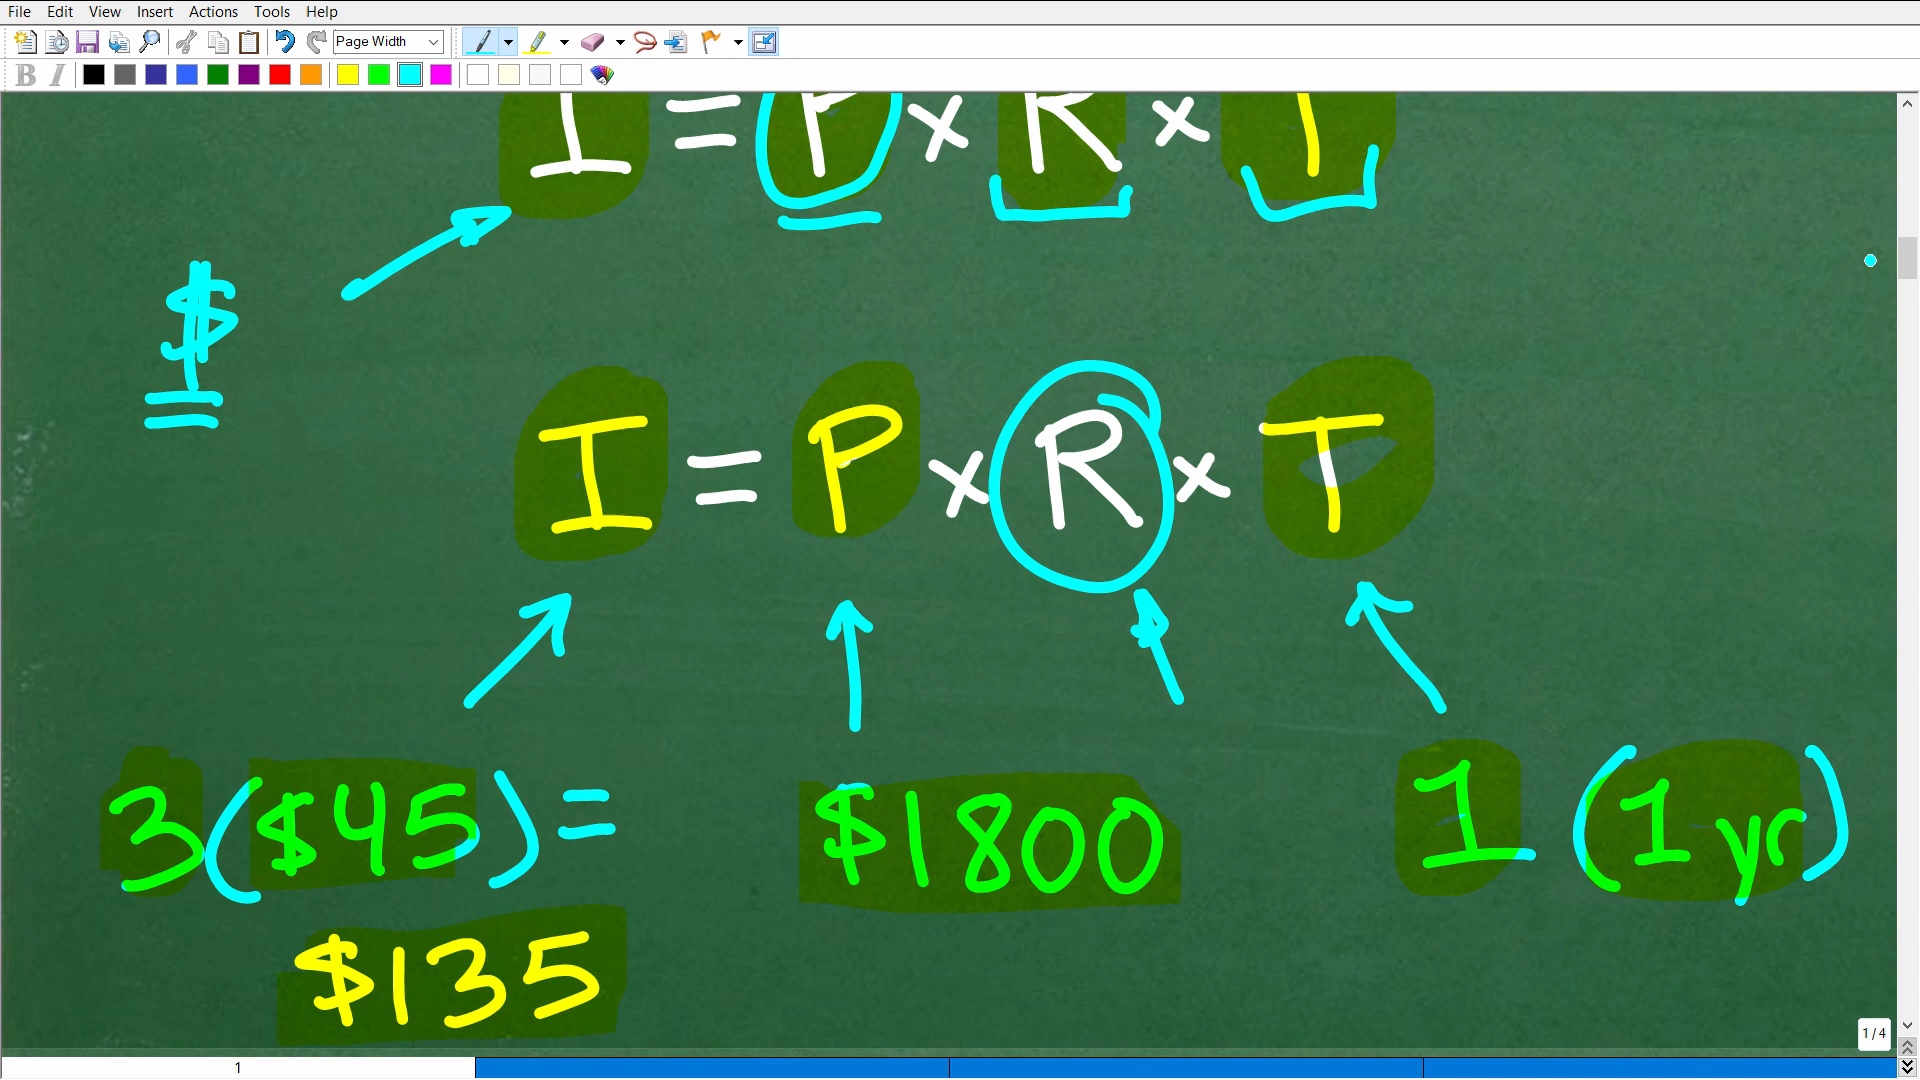 File Edit View Insert Actions Tools Help
Page Width
B I
I = P x R x T
$
I = P x R x T
3 ($45) = $1800 1 (1 yr)
$135
1 / 4
1